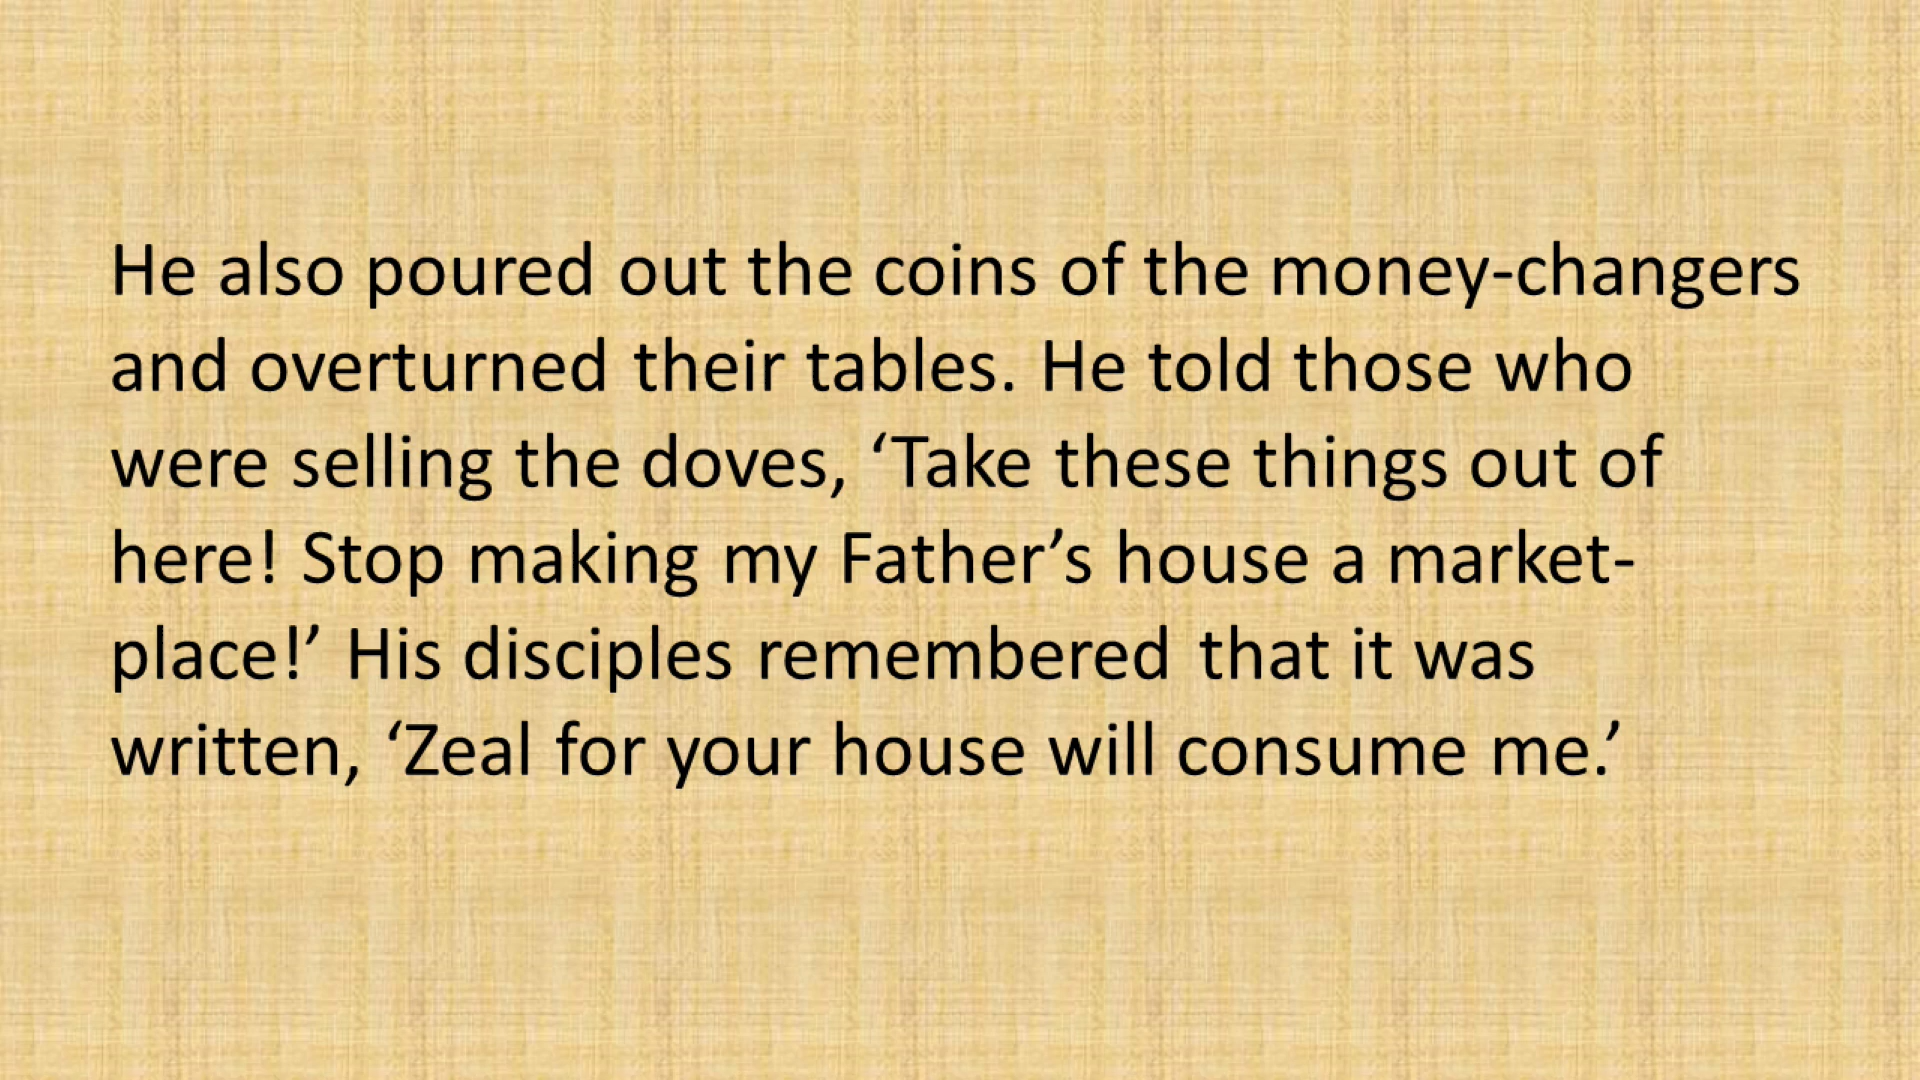 He also poured out the coins of the money-changers
and overturned their tables. He told those who
were selling the doves, ‘Take these things out of
here! Stop making my Father’s house a market-
place!’ His disciples remembered that it was
written, ‘Zeal for your house will consume me.’